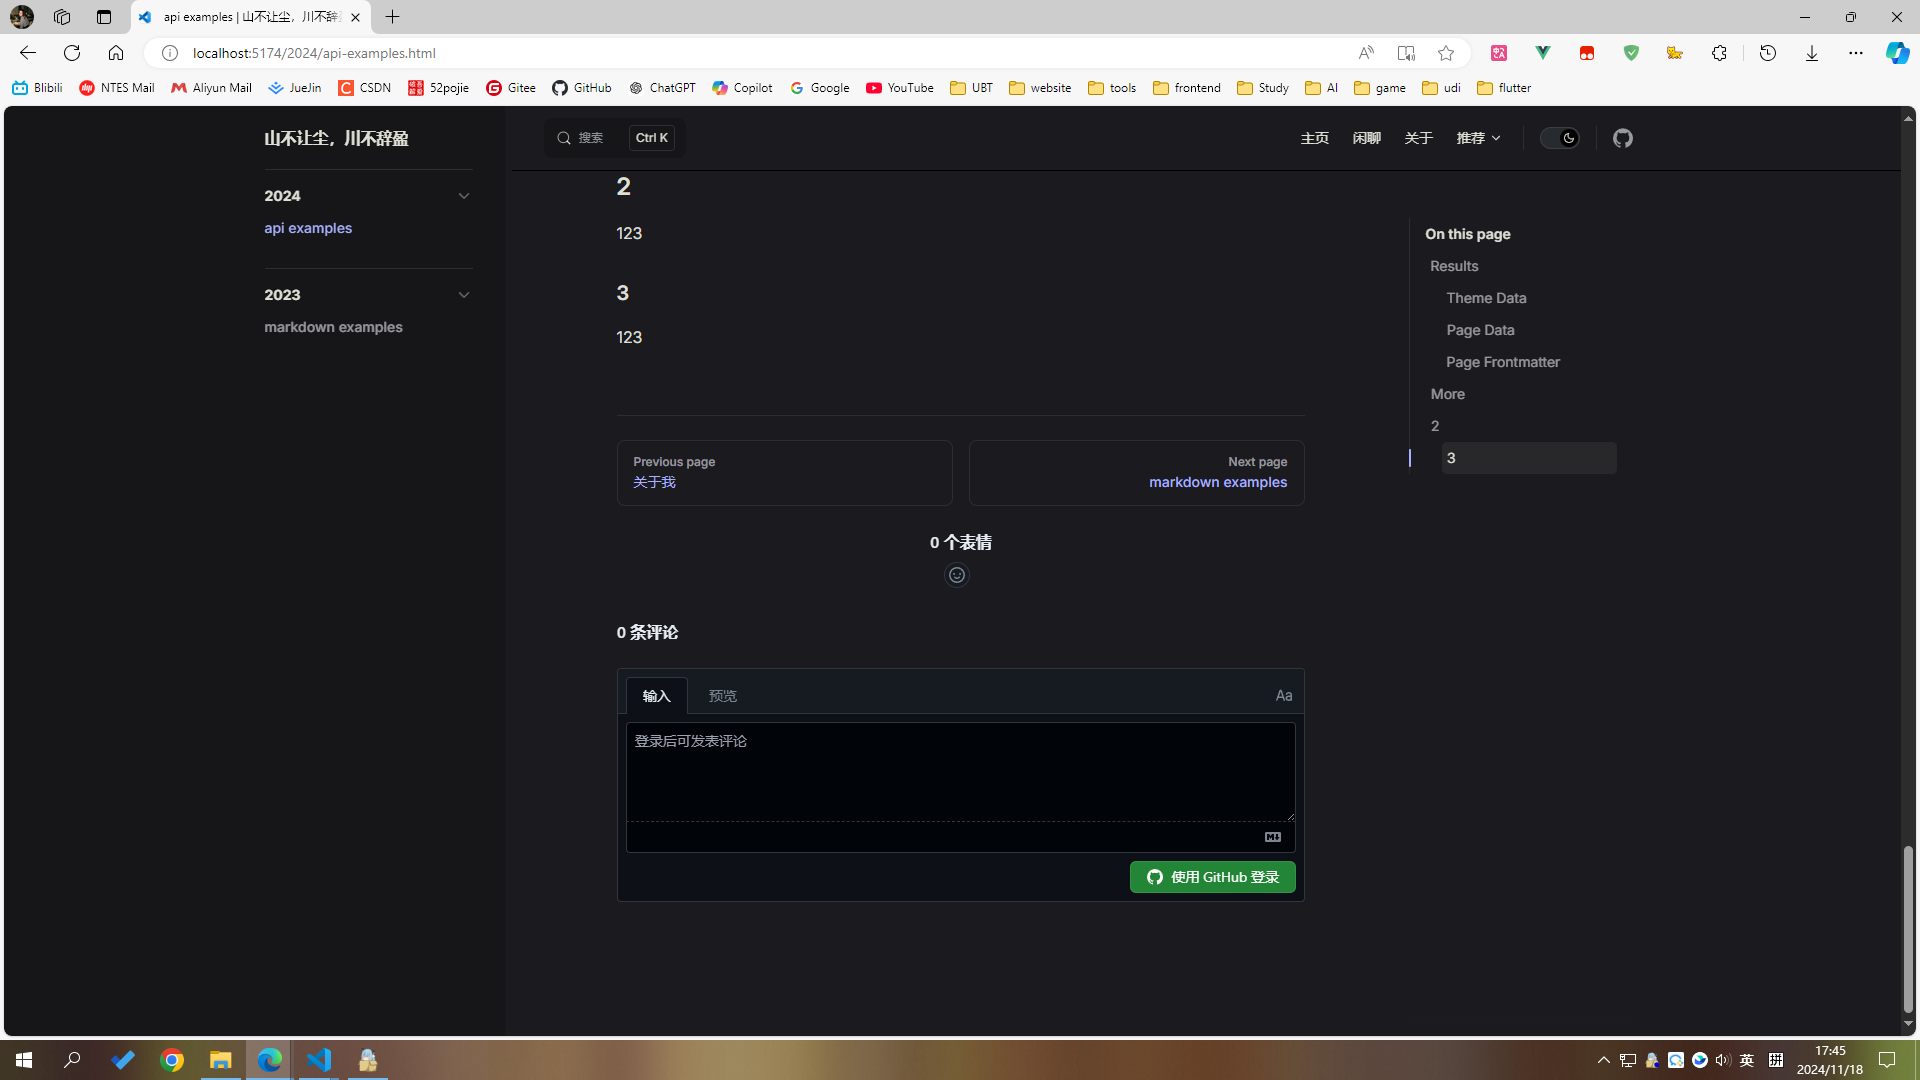 api examples | 山不让尘，川不辞
localhost:5174/2024/api-examples.html
Blibili NTES Mail Aliyun Mail JueJin CSDN 52pojie Gitee GitHub ChatGPT Copilot Google YouTube UBT website tools frontend Study AI game udi flutter
山不让尘，川不辞盈
搜索 Ctrl K
主页 闲聊 关于 推荐
2024
api examples
2023
markdown examples
2
123
3
123
Previous page
关于我
Next page
markdown examples
0 个表情
0 条评论
输入 预览 Aa
登录后可发表评论
使用 GitHub 登录
On this page
Results
Theme Data
Page Data
Page Frontmatter
More
2
3
英 拼
17:45
2024/11/18